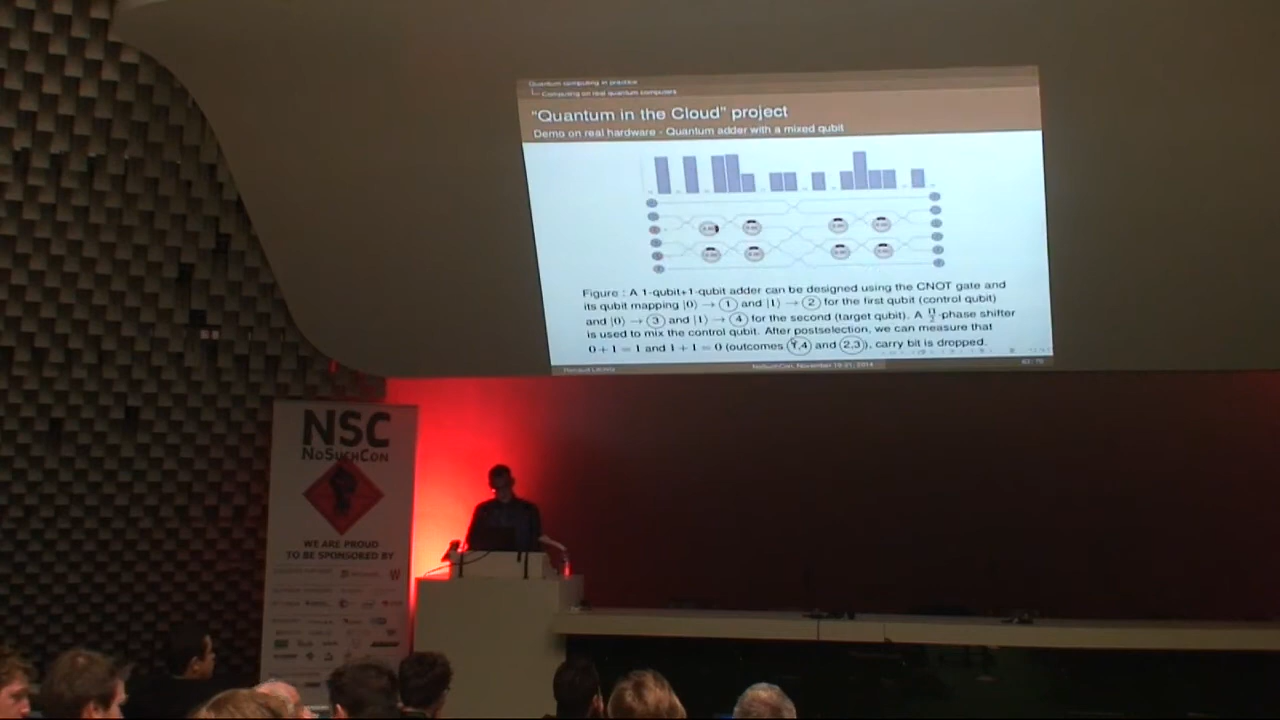 Quantum computing in practice
Computing on real quantum computers
"Quantum in the Cloud" project
Demo on real hardware - Quantum adder with a mixed qubit
Figure : A 1-qubit+1-qubit adder can be designed using the CNOT gate and
its qubit mapping |0⟩ → 1 and |1⟩ → 2 for the first qubit (control qubit)
and |0⟩ → 3 and |1⟩ → 4 for the second (target qubit). A π/2-phase shifter
is used to mix the control qubit. After postselection, we can measure that
0 + 1 = 1 and 1 + 1 = 0 (outcomes 1,4 and 2,3), carry bit is dropped.
NoSuchCon, November 19-21, 2014
NSC
NoSuchCon
WE ARE PROUD
TO BE SPONSORED BY